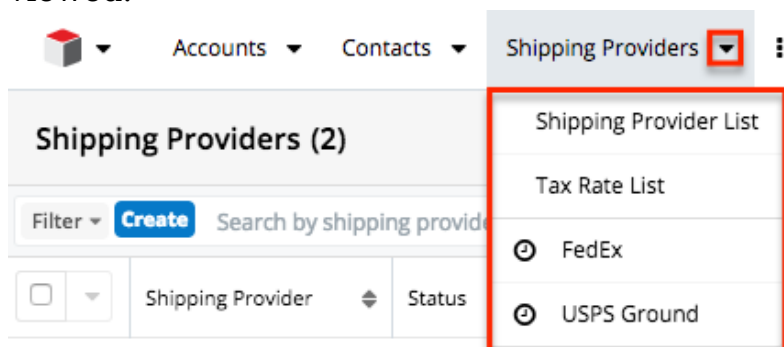 Accounts Contacts Shipping Providers
Shipping Providers (2)
Shipping Provider List
Tax Rate List
Filter Create Search by shipping provide
FedEx
Shipping Provider Status
USPS Ground